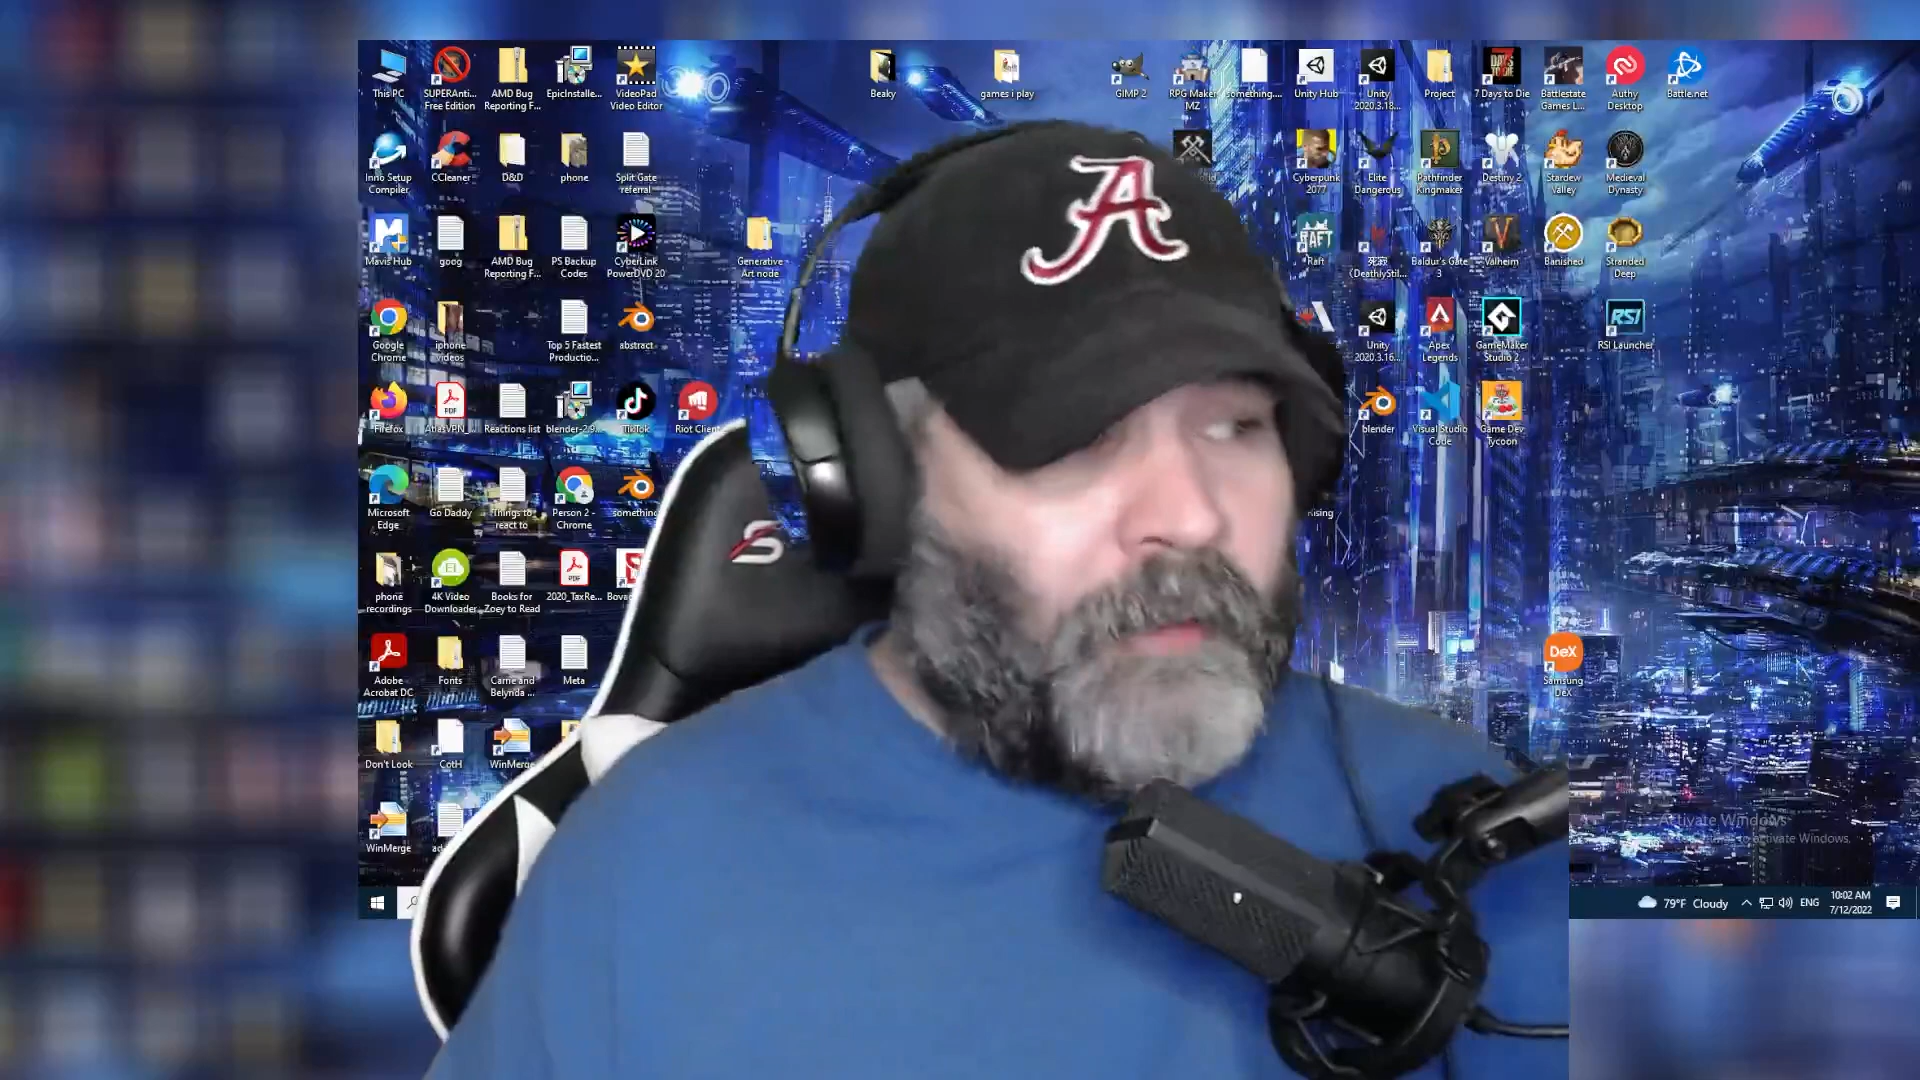 This PC
SUPERAnti...
Free Edition
AMD Bug
Reporting F...
EpicInstalle...
VideoPad
Video Editor
Beaky
games i play
GIMP 2
RPG Maker
MZ
something....
Unity Hub
Unity
2020.3.18...
Project
7 Days to Die
Battlestate
Games L...
Authy
Desktop
Battle.net
Inno Setup
Compiler
CCleaner
D&D
phone
Split Gate
referral
Cyberpunk
2077
Elite
Dangerous
Pathfinder
Kingmaker
Destiny 2
Stardew
Valley
Medieval
Dynasty
Mavis Hub
goog
AMD Bug
Reporting F...
PS Backup
Codes
CyberLink
PowerDVD 20
Generative
Art node
RAFT
Raft
(DeathlyStil...
Baldur's Gate
3
Valheim
Banished
Stranded
Deep
Google
Chrome
iphone
videos
Top 5 Fastest
Productio...
abstract
A
Unity
2020.3.16...
Apex
Legends
GameMaker
Studio 2
RSI
RSI Launcher
Firefox
PDF
AtlasVPN_...
Reactions list
blender-2.9...
TikTok
Riot Client
blender
Visual Studio
Code
Game Dev
Tycoon
Microsoft
Edge
Go Daddy
Things to
react to
Person 2 -
Chrome
something
phone
recordings
4K Video
Downloader
Books for
Zoey to Read
PDF
2020_TaxRe...
Adobe
Acrobat DC
Fonts
Came and
Belynda ...
Meta
DeX
Samsung
DeX
Don't Look
CotH
WinMerge
WinMerge
Activate Windows
79°F Cloudy
ENG
10:02 AM
7/12/2022